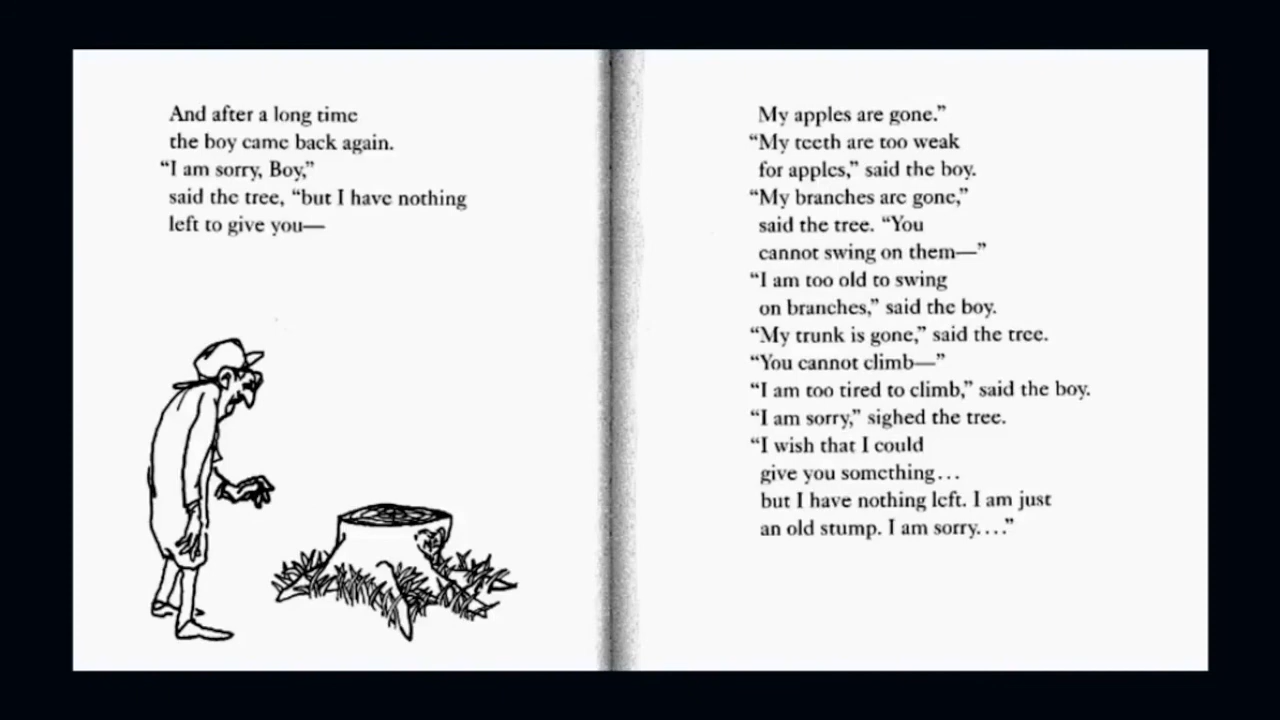 And after a long time
the boy came back again.
“I am sorry, Boy,”
said the tree, “but I have nothing
left to give you—
My apples are gone.”
“My teeth are too weak
for apples,” said the boy.
“My branches are gone,”
said the tree. “You
cannot swing on them—”
“I am too old to swing
on branches,” said the boy.
“My trunk is gone,” said the tree.
“You cannot climb—”
“I am too tired to climb,” said the boy.
“I am sorry,” sighed the tree.
“I wish that I could
give you something...
but I have nothing left. I am just
an old stump. I am sorry....”